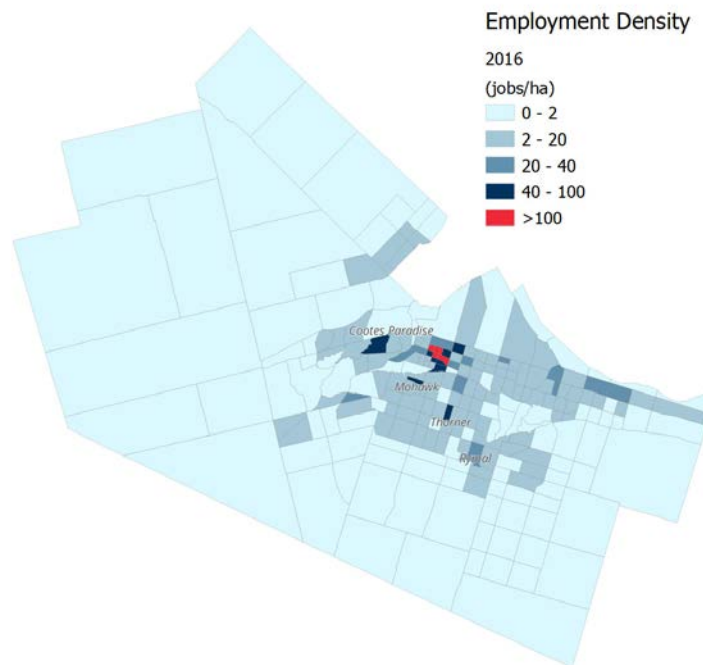 Employment Density
2016
(jobs/ha)
0 - 2
2 - 20
20 - 40
40 - 100
>100
Cootes Paradise
Mohawk
Thorner
Rymal